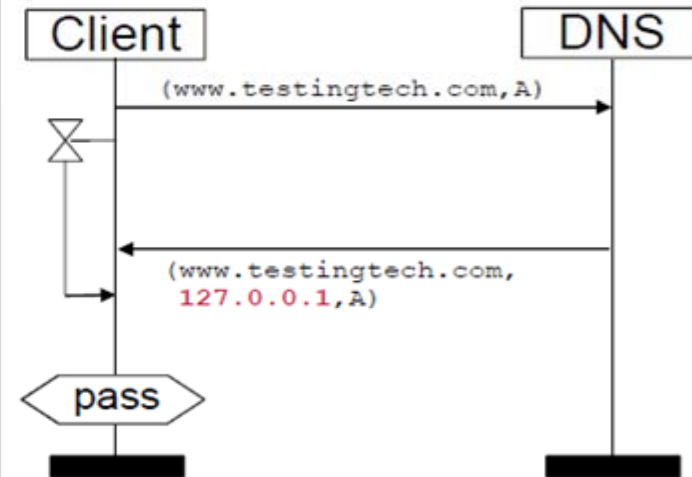 Client
DNS
(www.testingtech.com,A)
(www.testingtech.com,
127.0.0.1,A)
pass